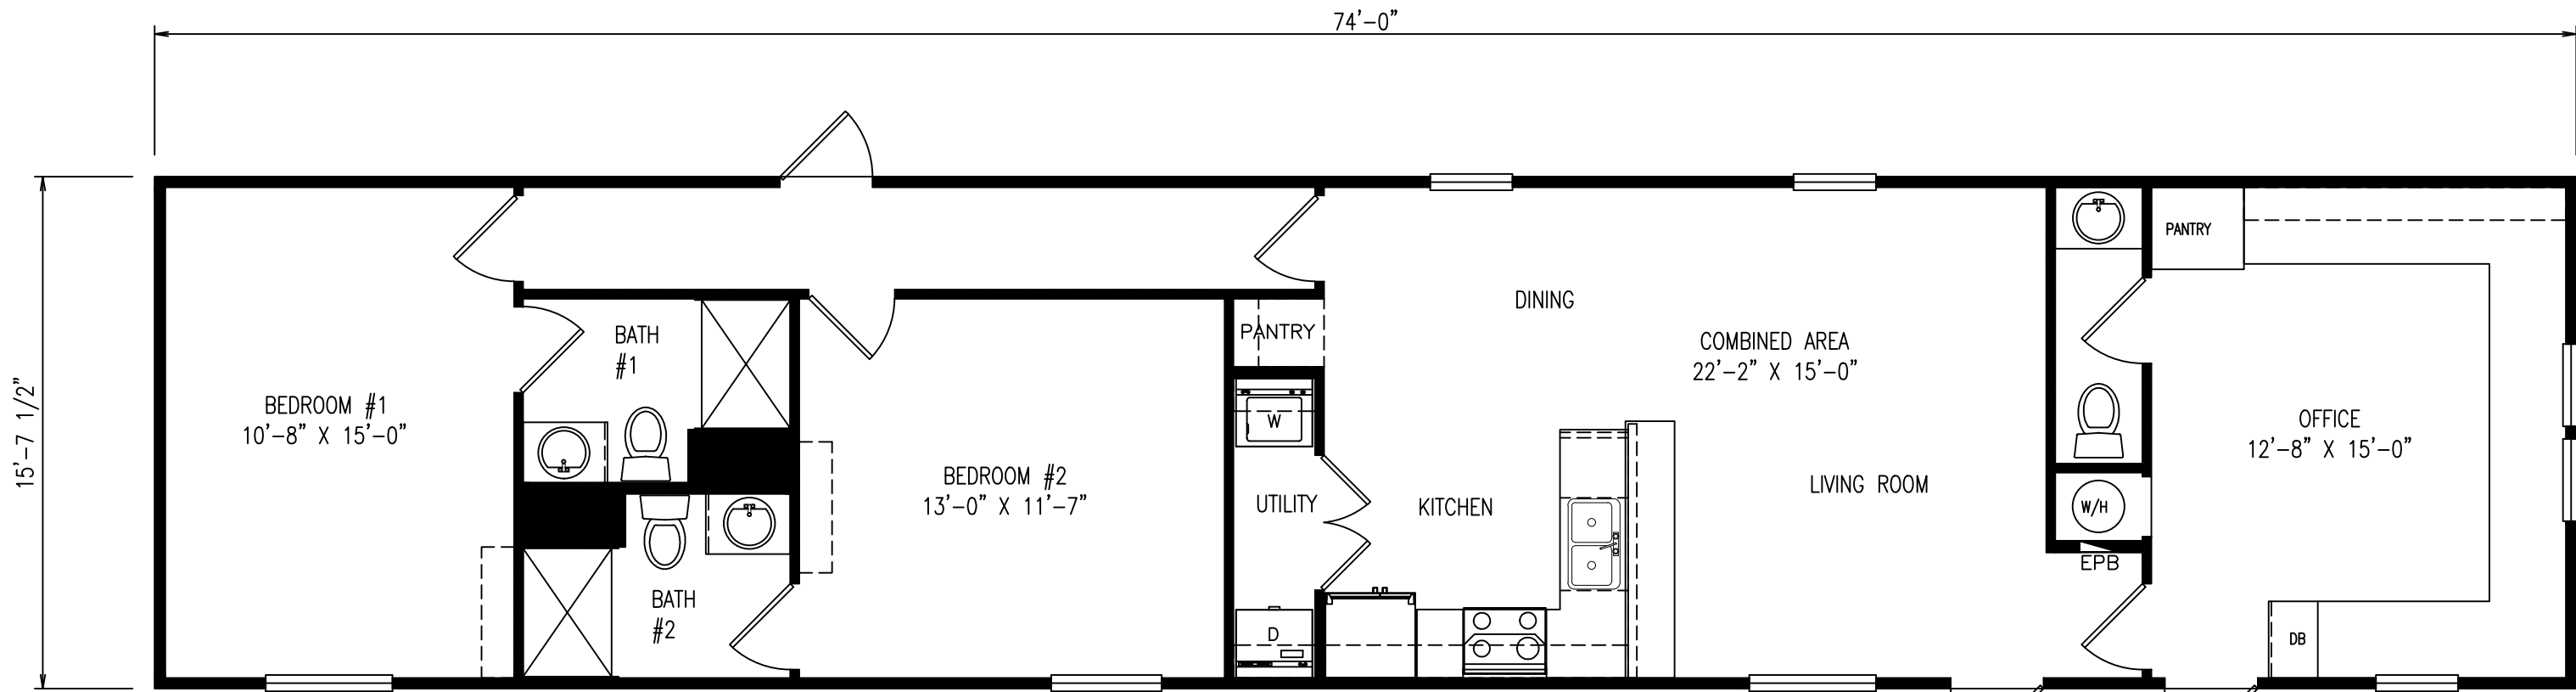 74'-0"
15'-7 1/2"
BEDROOM #1
10'-8" X 15'-0"
BATH
#1
BATH
#2
BEDROOM #2
13'-0" X 11'-7"
PANTRY
W
UTILITY
D
KITCHEN
DINING
COMBINED AREA
22'-2" X 15'-0"
LIVING ROOM
W/H
EPB
PANTRY
OFFICE
12'-8" X 15'-0"
DB